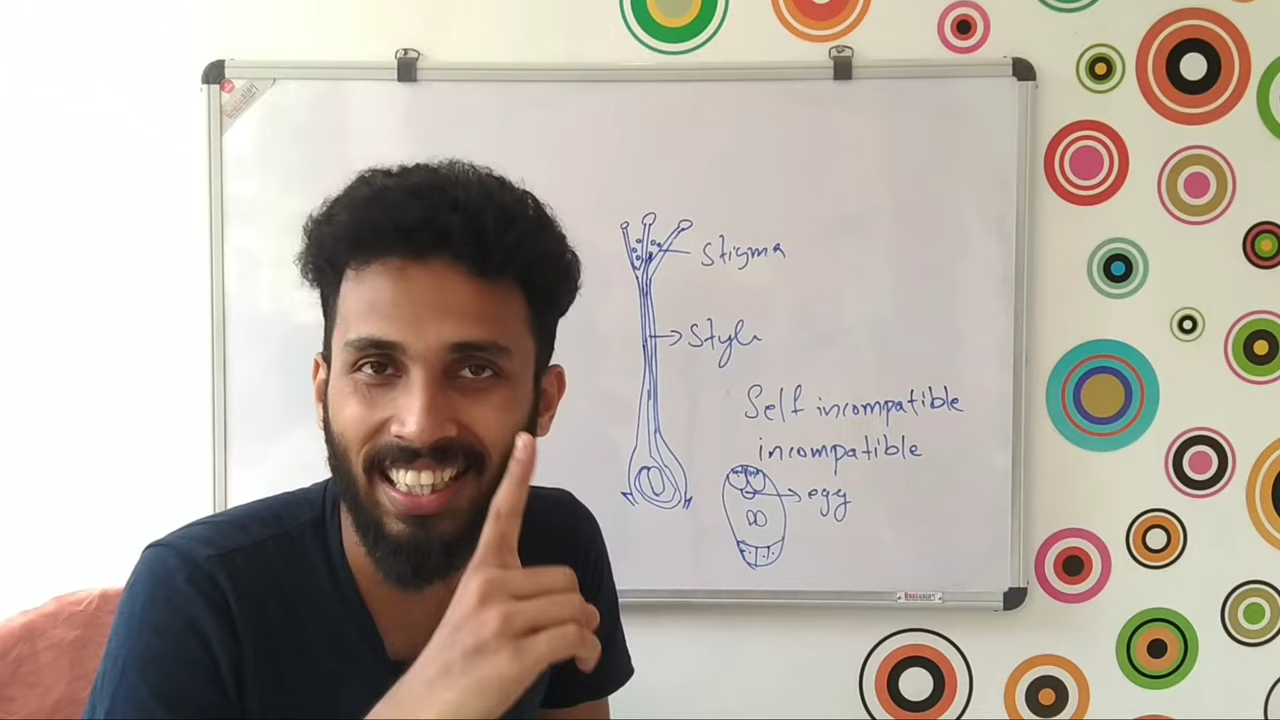 Stigma
Style
Self incompatible
incompatible
egg